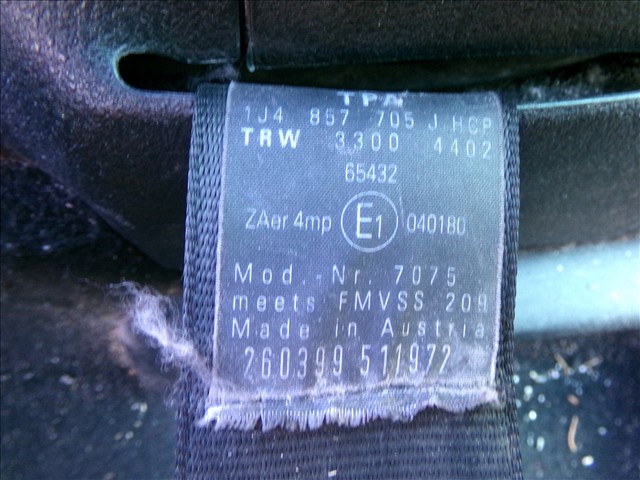 1J4 857 705 J HCP
TRW 3300 4402
65432
ZAer 4mp E1 040180
Mod.-Nr. 7075
meets FMVSS 209
Made in Austria
260399 511972